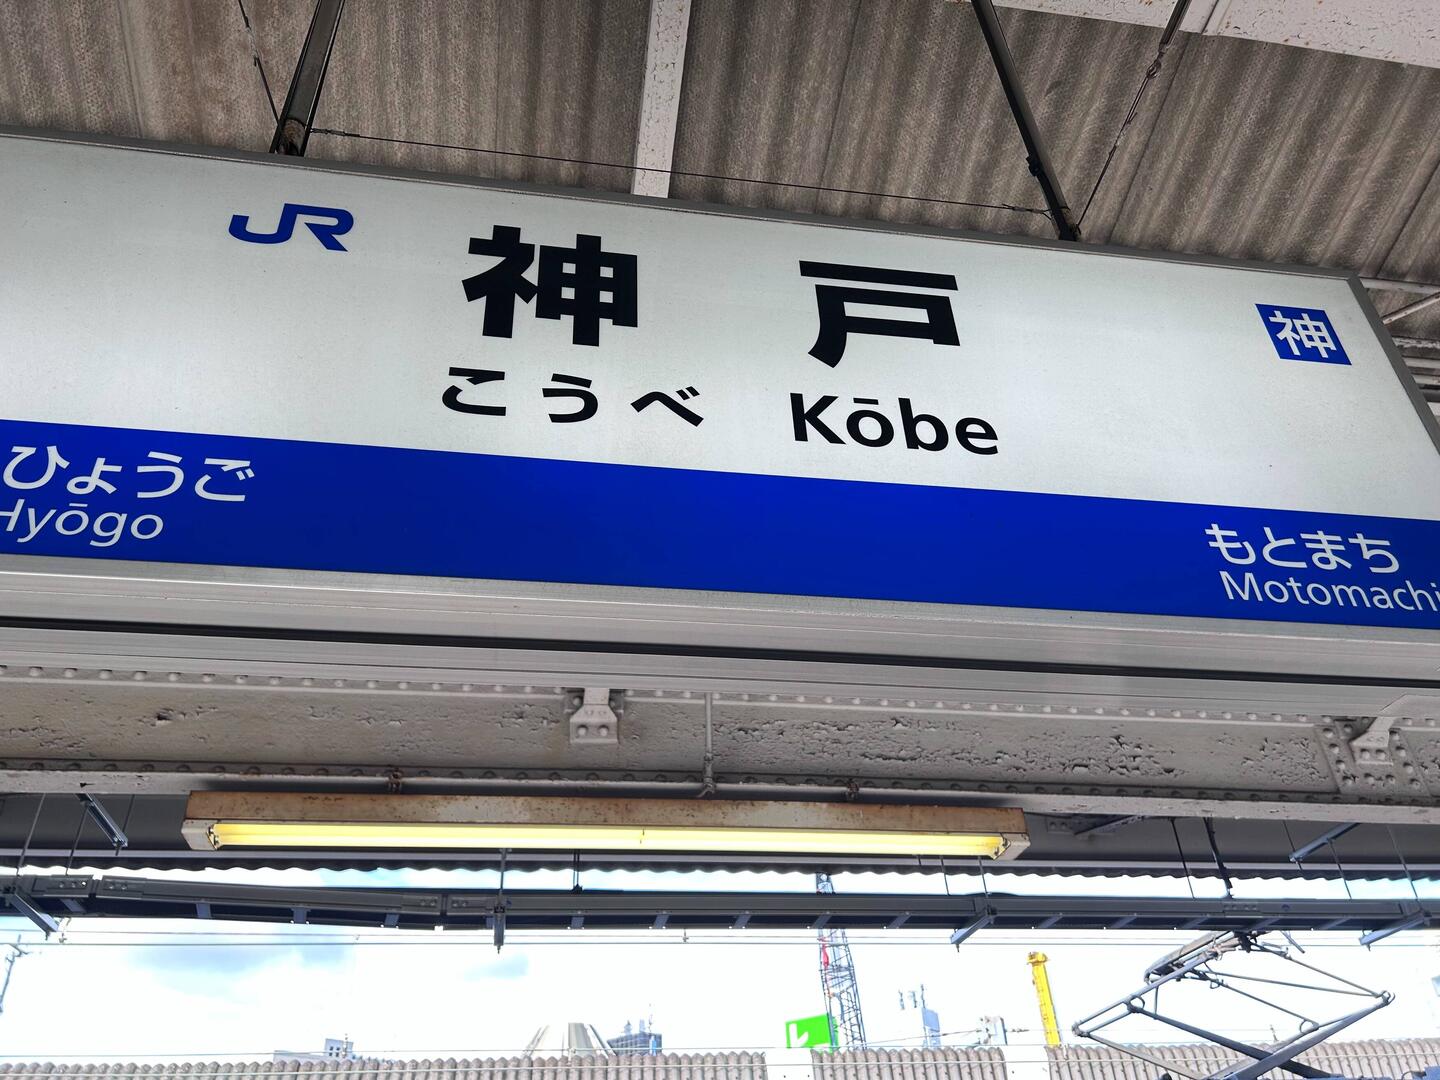 JR
神戸
神
こうべ Kōbe
ひょうご
Hyōgo
もとまち
Motomachi